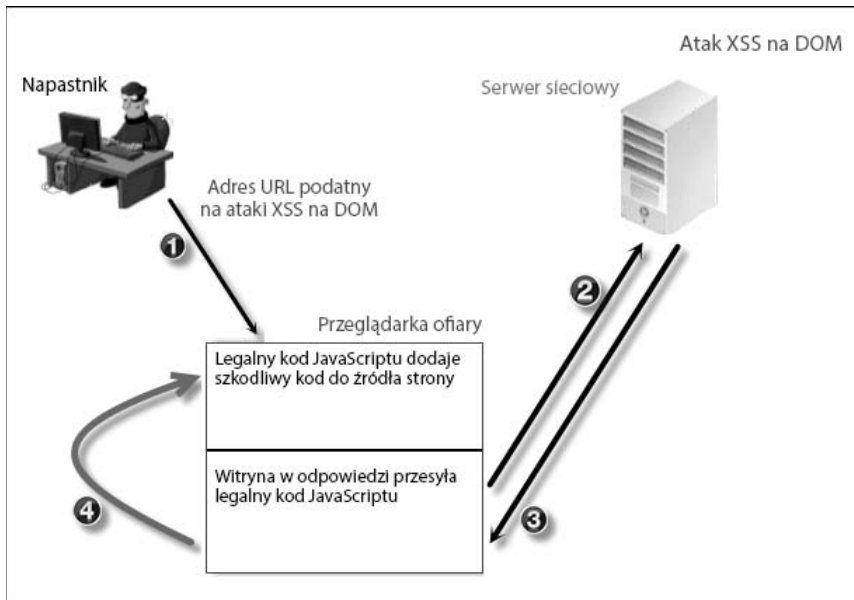 Atak XSS na DOM
Napastnik
Serwer sieciowy
Adres URL podatny
na ataki XSS na DOM
1
2
Przeglądarka ofiary
Legalny kod JavaScriptu dodaje
szkodliwy kod do źródła strony
Witryna w odpowiedzi przesyła
legalny kod JavaScriptu
4
3